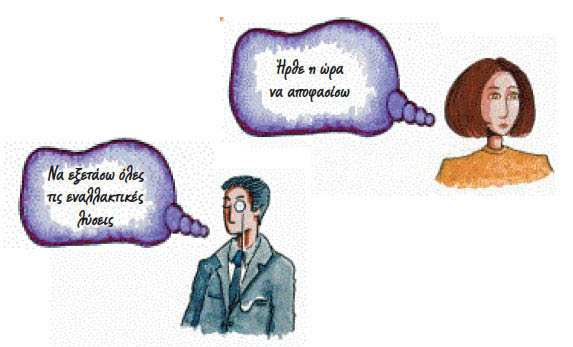 Ήρθε η ώρα
να αποφασίσω
Να εξετάσω όλες
τις εναλλακτικές
λύσεις